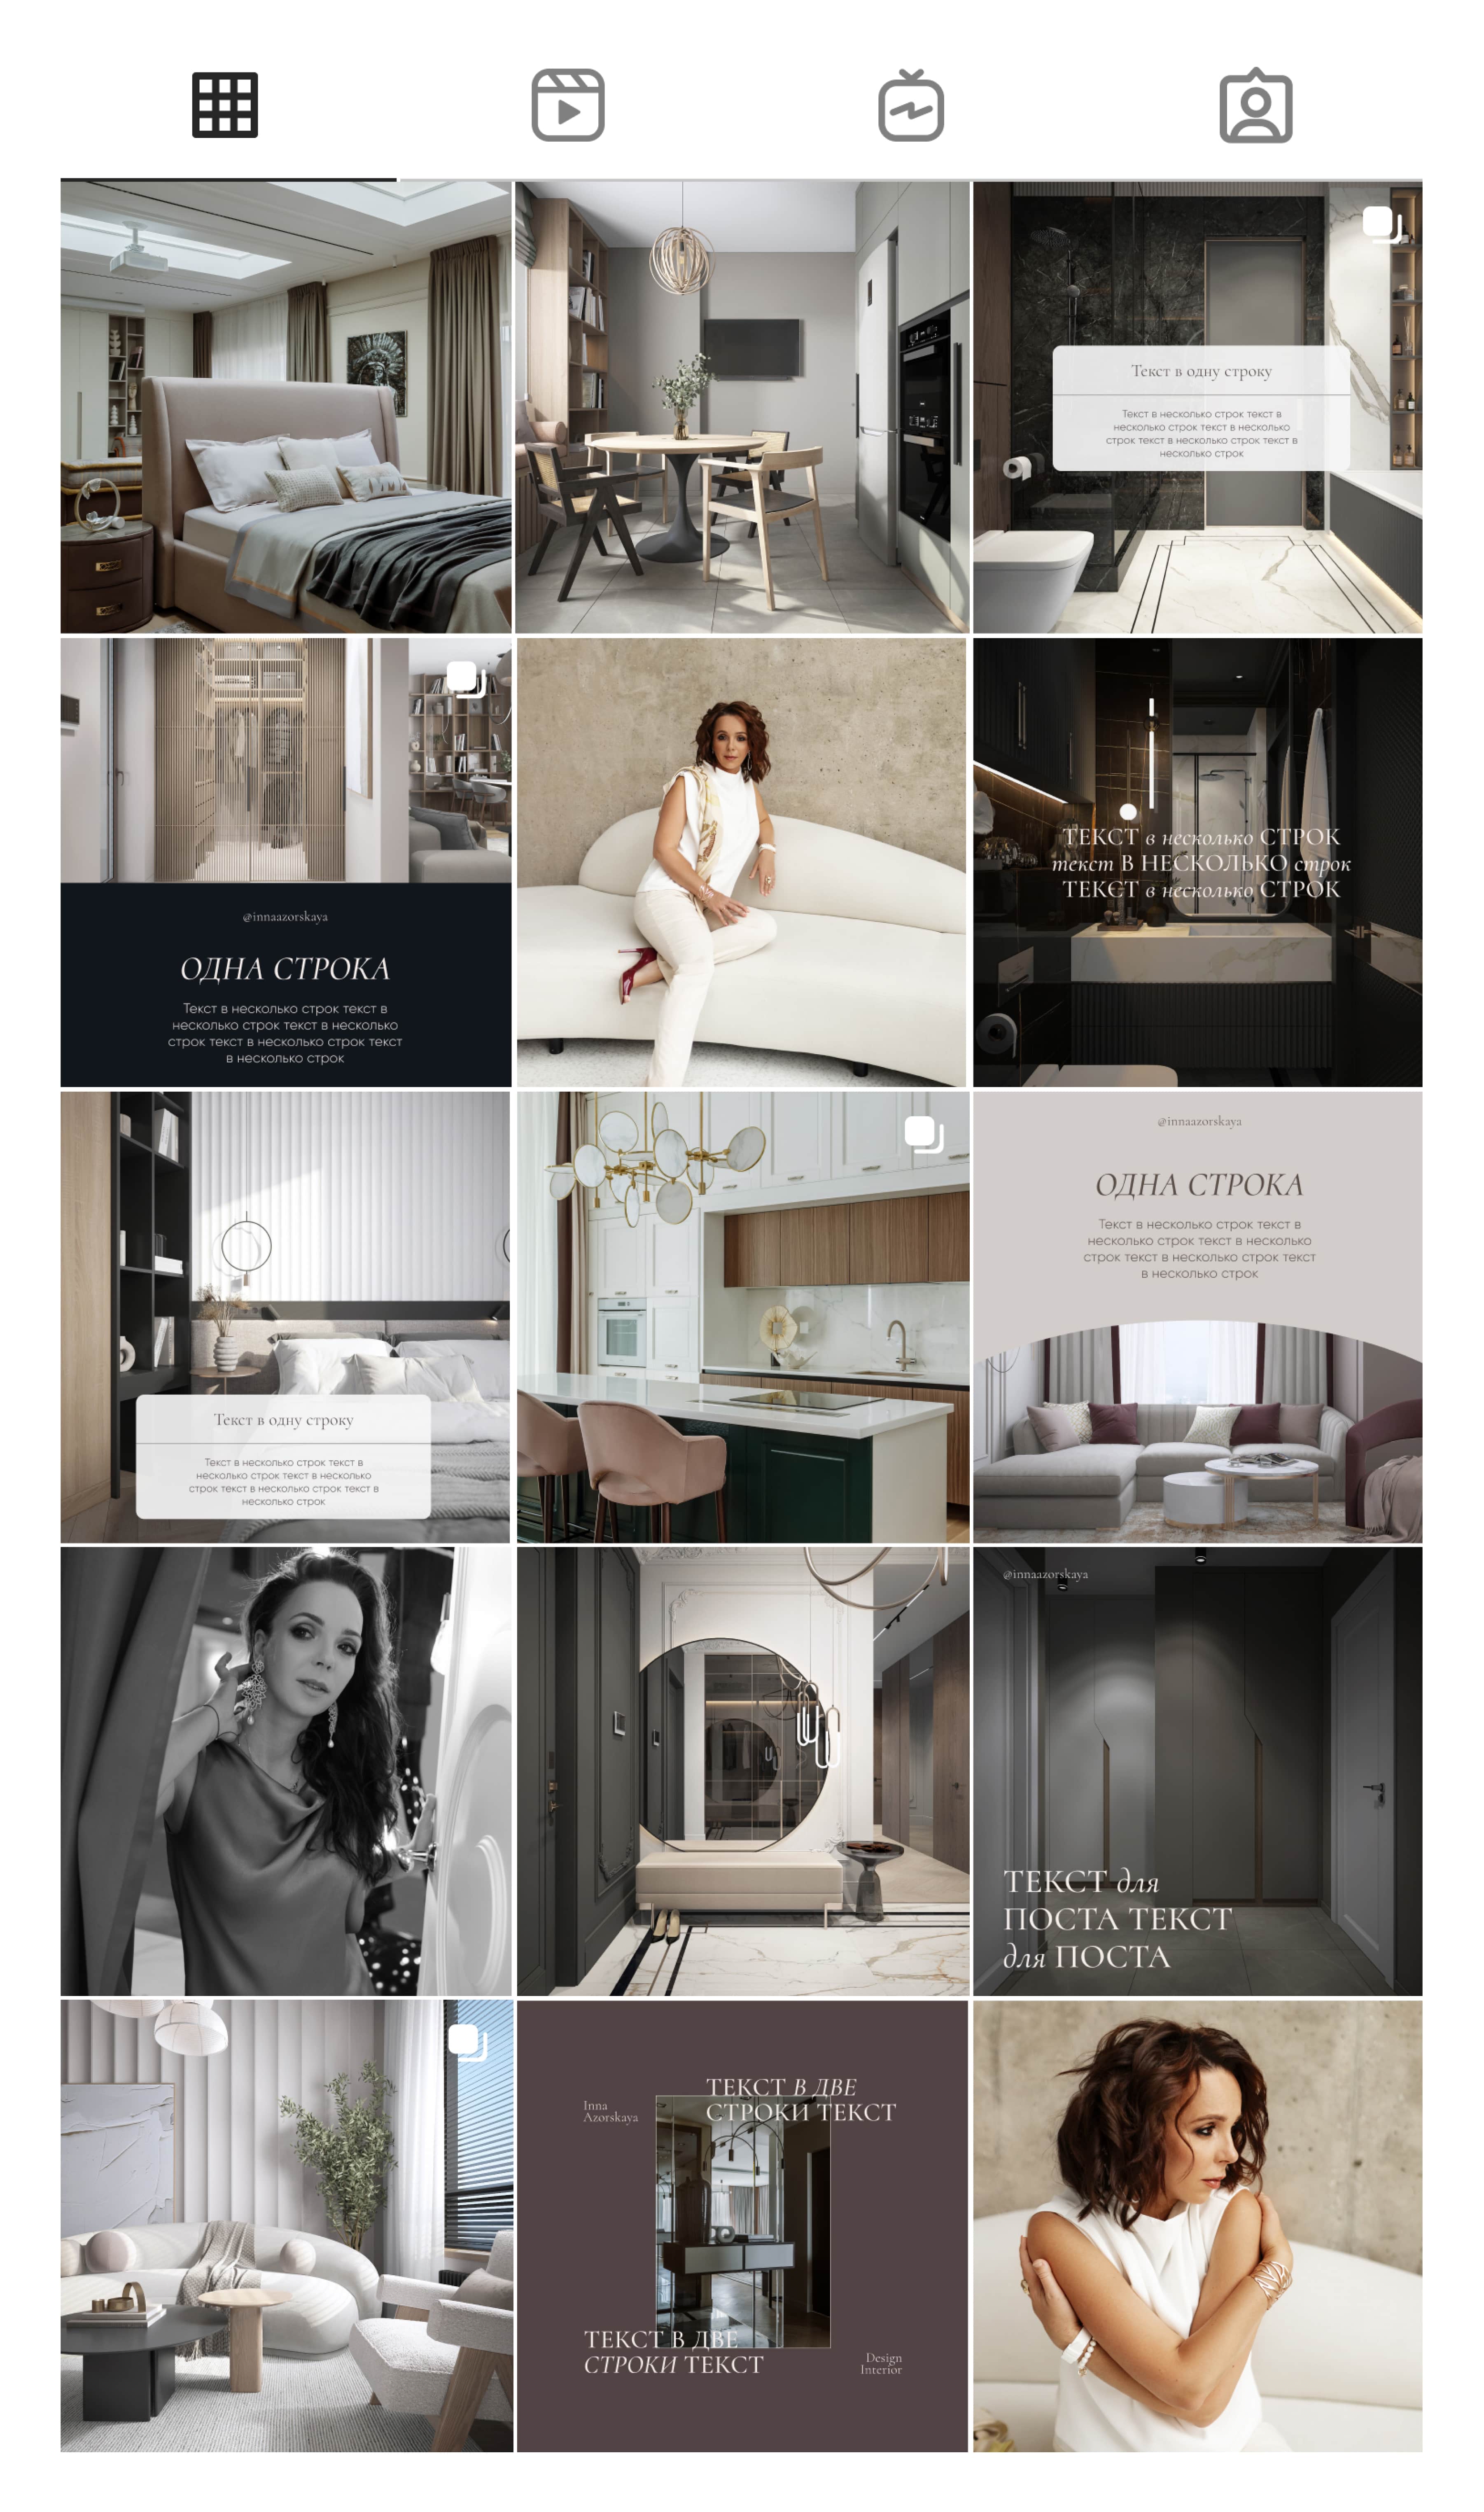 Текст в одну строку
Текст в несколько строк текст в
несколько строк текст в несколько
строк текст в несколько строк текст в
несколько строк
@innaazorskaya
ОДНА СТРОКА
Текст в несколько строк текст в
несколько строк текст в несколько
строк текст в несколько строк текст
в несколько строк
ТЕКСТ в несколько СТРОК
текст В НЕСКОЛЬКО строк
ТЕКСТ в несколько СТРОК
Текст в одну строку
Текст в несколько строк текст в
несколько строк текст в несколько
строк текст в несколько строк текст в
несколько строк
@innaazorskaya
ОДНА СТРОКА
Текст в несколько строк текст в
несколько строк текст в несколько
строк текст в несколько строк текст
в несколько строк
@innaazorskaya
ТЕКСТ для
ПОСТА ТЕКСТ
для ПОСТА
Inna
Azorskaya
ТЕКСТ В ДВЕ
СТРОКИ ТЕКСТ
ТЕКСТ В ДВЕ
СТРОКИ ТЕКСТ
Design
Interior